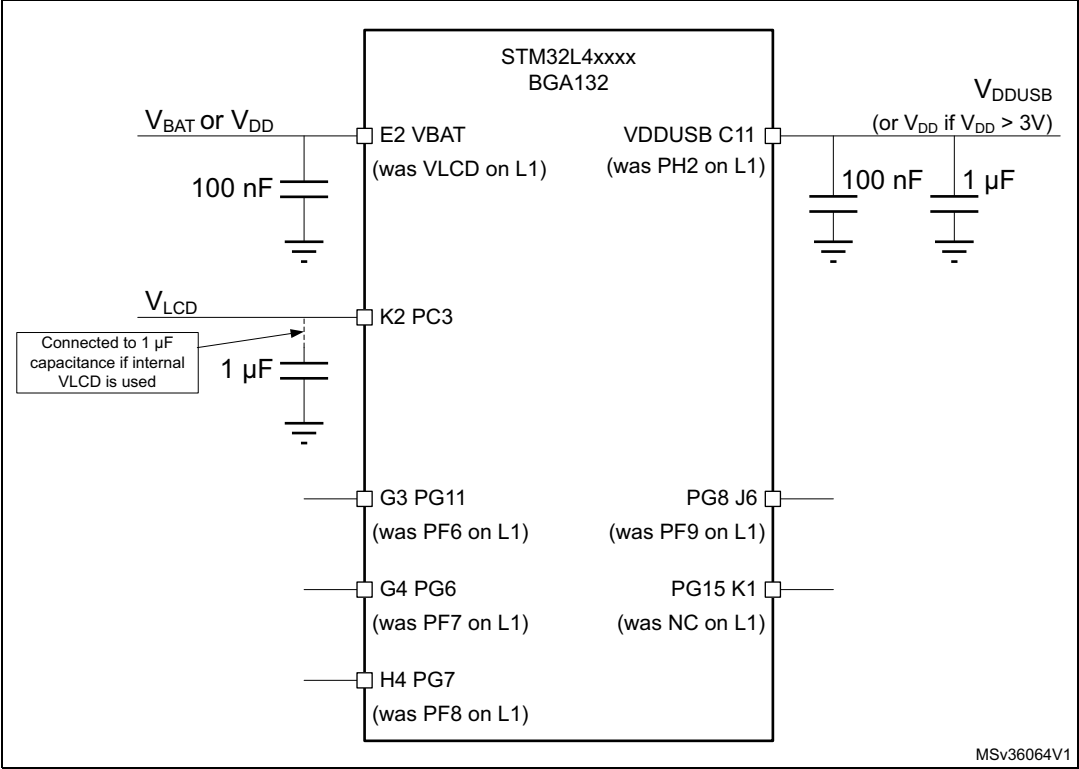 STM32L4xxxx
BGA132
VBAT or VDD
E2 VBAT
(was VLCD on L1)
100 nF
VDDUSB C11
(was PH2 on L1)
VDDUSB
(or VDD if VDD > 3V)
100 nF
1 µF
VLCD
K2 PC3
Connected to 1 µF
capacitance if internal
VLCD is used
1 µF
G3 PG11
(was PF6 on L1)
PG8 J6
(was PF9 on L1)
G4 PG6
(was PF7 on L1)
PG15 K1
(was NC on L1)
H4 PG7
(was PF8 on L1)
MSv36064V1